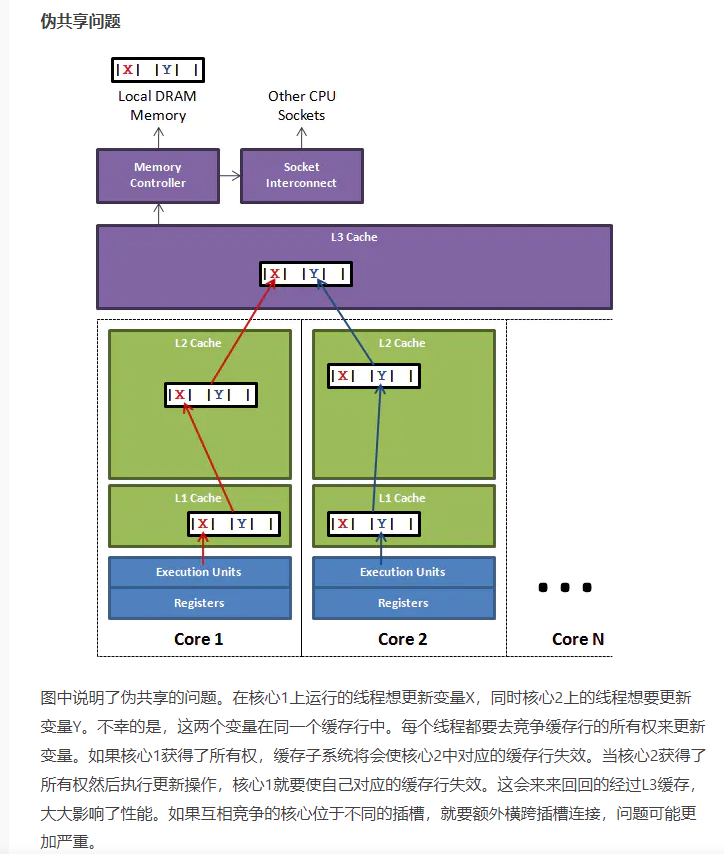 伪共享问题
|X| |Y| |
Local DRAM
Memory
Other CPU
Sockets
Memory
Controller
Socket
Interconnect
L3 Cache
|X| |Y| |
L2 Cache
L2 Cache
|X| |Y| |
|X| |Y| |
L1 Cache
L1 Cache
|X| |Y| |
|X| |Y| |
Execution Units
Execution Units
Registers
Registers
Core 1
Core 2
Core N
图中说明了伪共享的问题。在核心1上运行的线程想更新变量X，同时核心2上的线程想要更新
变量Y。不幸的是，这两个变量在同一个缓存行中。每个线程都要去竞争缓存行的所有权来更新
变量。如果核心1获得了所有权，缓存子系统将会使核心2中对应的缓存行失效。当核心2获得了
所有权然后执行更新操作，核心1就要使自己对应的缓存行失效。这会来来回回的经过L3缓存，
大大影响了性能。如果互相竞争的核心位于不同的插槽，就要额外横跨插槽连接，问题可能更
加严重。